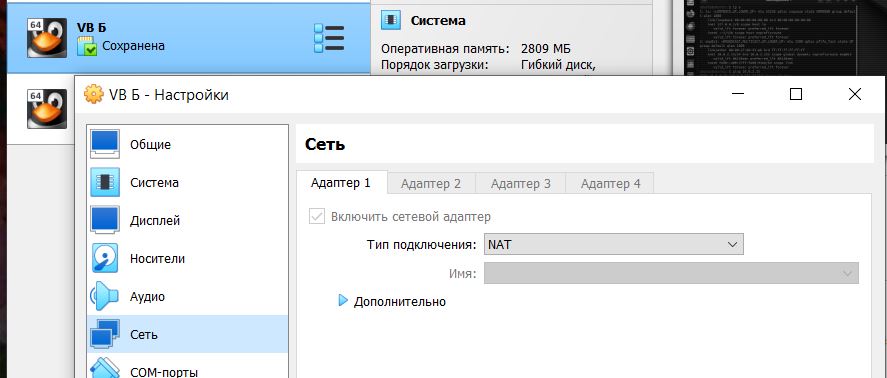 64
VB Б
Сохранена
Система
Оперативная память: 2809 МБ
Порядок загрузки: Гибкий диск,
64
VB Б - Настройки
Общие
Система
Дисплей
Носители
Аудио
Сеть
COM-порты
Сеть
Адаптер 1
Адаптер 2
Адаптер 3
Адаптер 4
Включить сетевой адаптер
Тип подключения: NAT
Имя:
Дополнительно